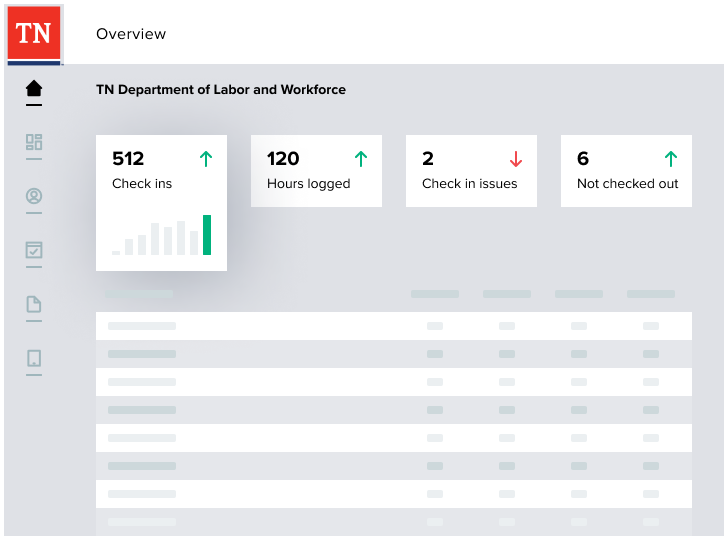 TN
Overview
TN Department of Labor and Workforce
512
Check ins
120
Hours logged
2
Check in issues
6
Not checked out